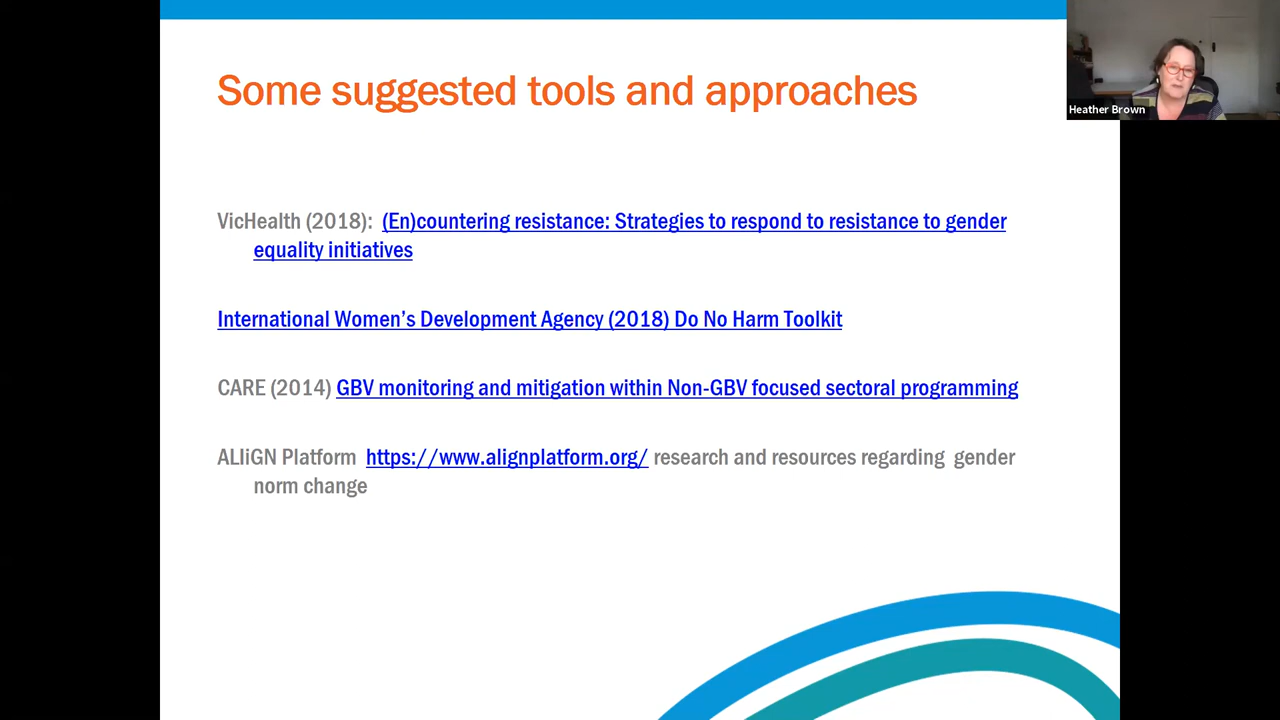 Some suggested tools and approaches
Heather Brown
VicHealth (2018): (En)countering resistance: Strategies to respond to resistance to gender
equality initiatives
International Women's Development Agency (2018) Do No Harm Toolkit
CARE (2014) GBV monitoring and mitigation within Non-GBV focused sectoral programming
ALIiGN Platform https://www.alignplatform.org/ research and resources regarding gender
norm change